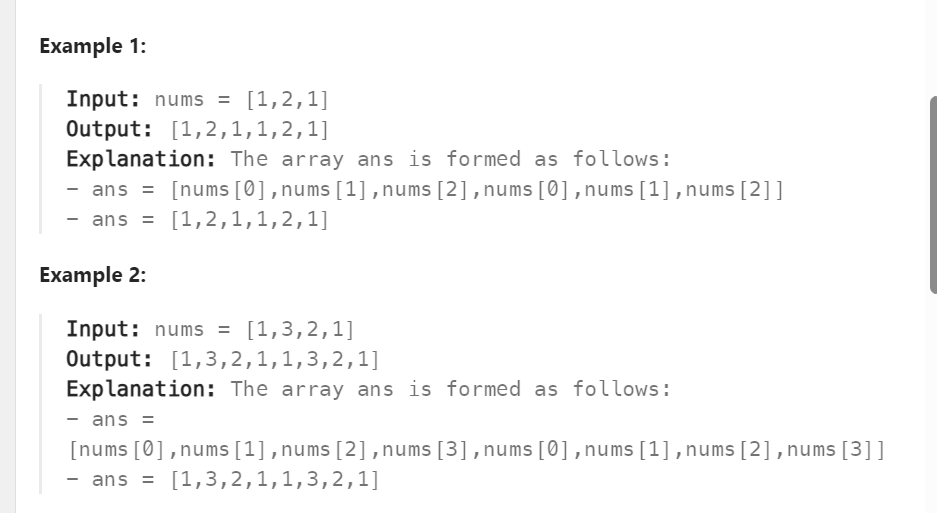 Example 1:
Input: nums = [1,2,1]
Output: [1,2,1,1,2,1]
Explanation: The array ans is formed as follows:
- ans = [nums[0],nums[1],nums[2],nums[0],nums[1],nums[2]]
- ans = [1,2,1,1,2,1]
Example 2:
Input: nums = [1,3,2,1]
Output: [1,3,2,1,1,3,2,1]
Explanation: The array ans is formed as follows:
- ans =
[nums[0],nums[1],nums[2],nums[3],nums[0],nums[1],nums[2],nums[3]]
- ans = [1,3,2,1,1,3,2,1]